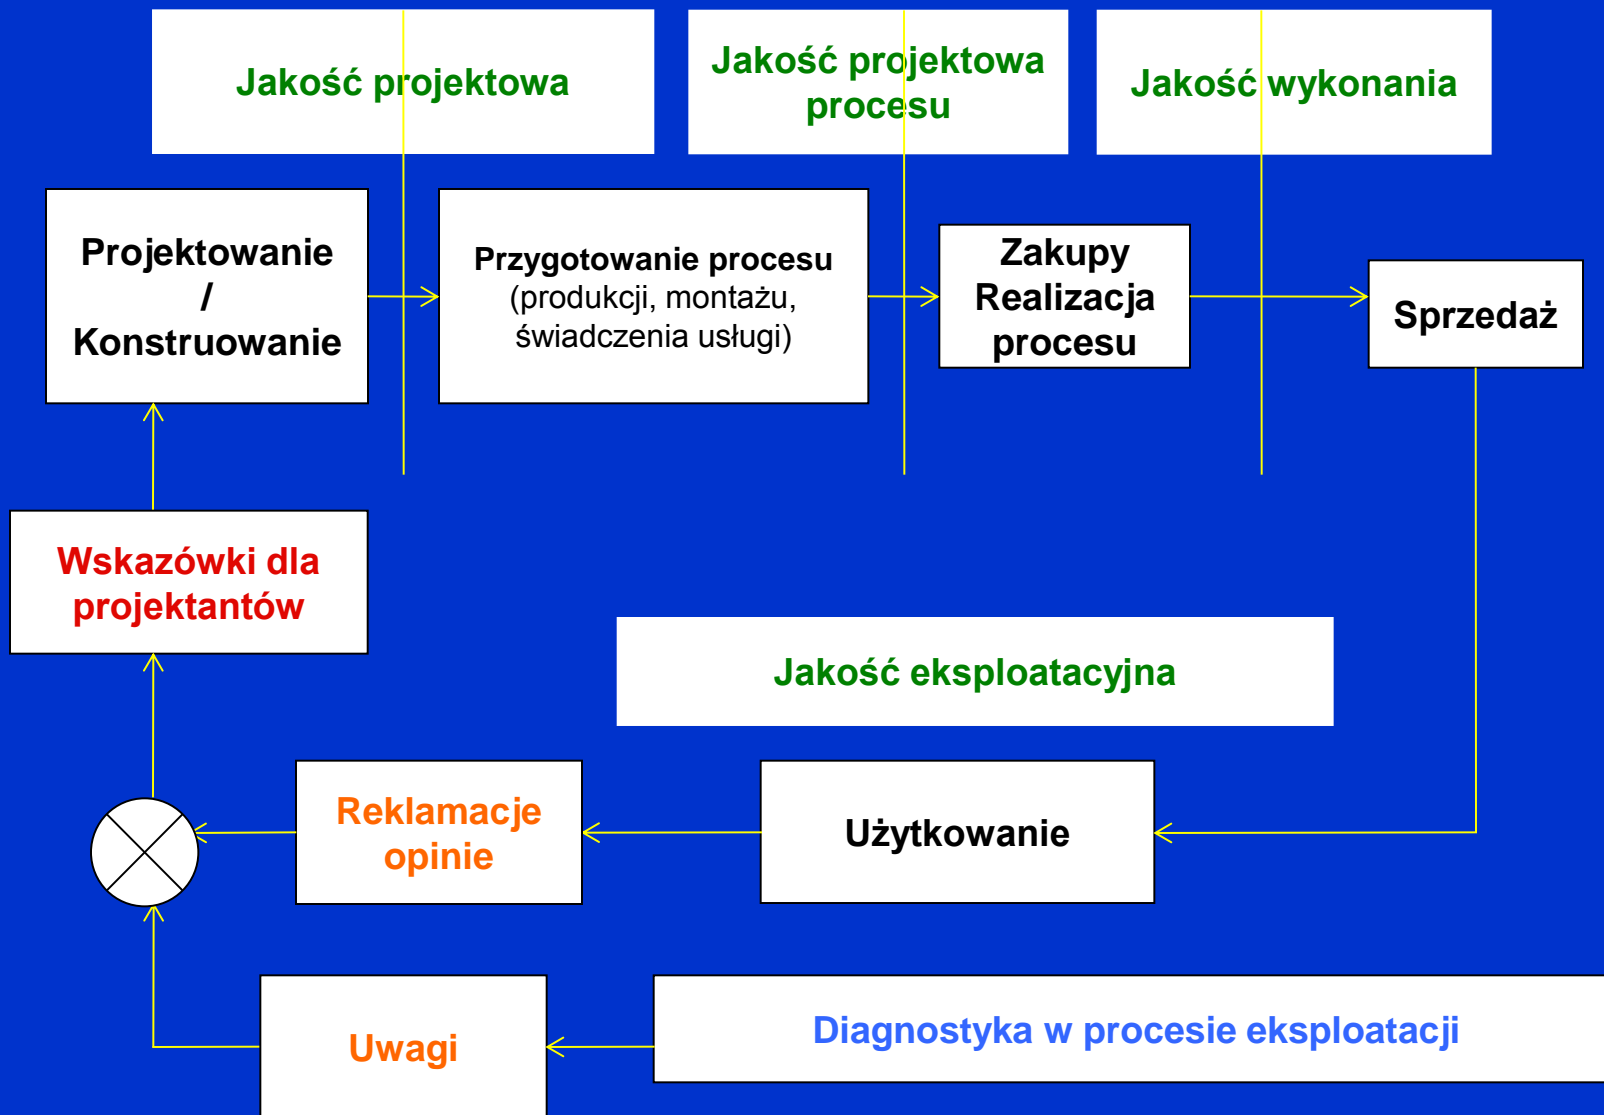 Jakość projektowa
Jakość projektowa
procesu
Jakość wykonania
Projektowanie
/
Konstruowanie
Przygotowanie procesu
(produkcji, montażu,
świadczenia usługi)
Zakupy
Realizacja
procesu
Sprzedaż
Wskazówki dla
projektantów
Jakość eksploatacyjna
Reklamacje
opinie
Użytkowanie
Uwagi
Diagnostyka w procesie eksploatacji